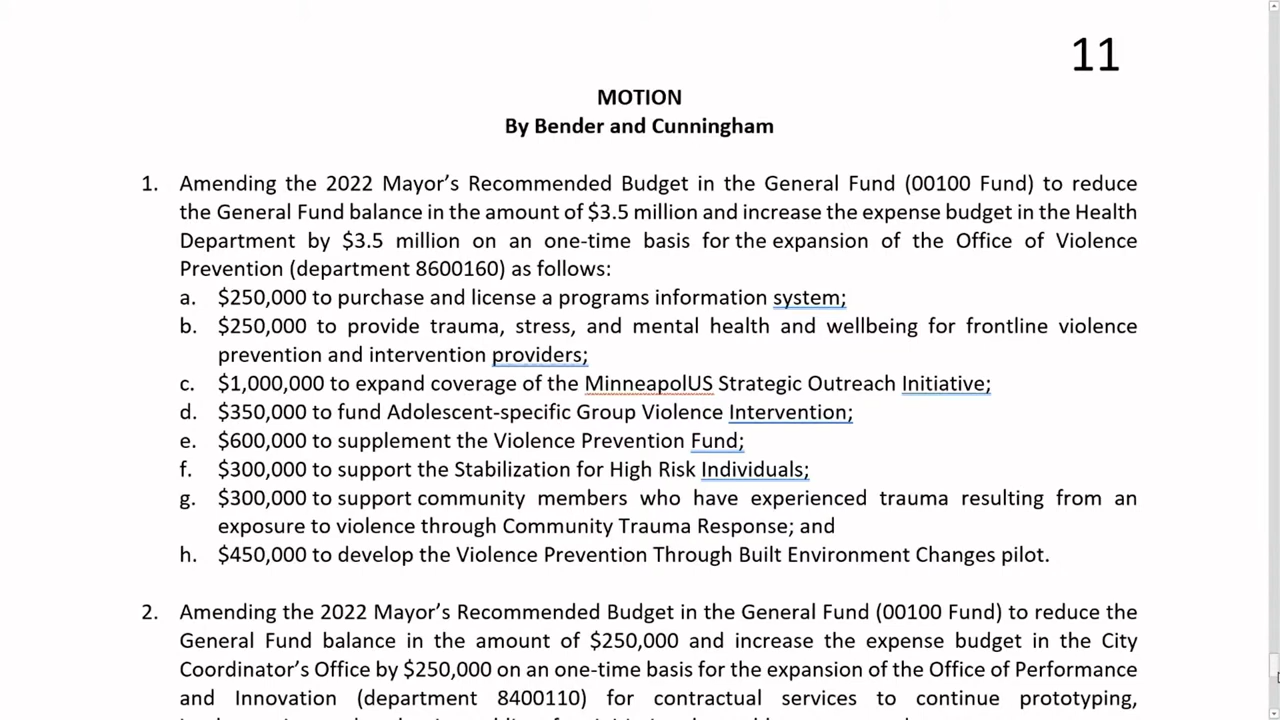 11
MOTION
By Bender and Cunningham
1. Amending the 2022 Mayor’s Recommended Budget in the General Fund (00100 Fund) to reduce
the General Fund balance in the amount of $3.5 million and increase the expense budget in the Health
Department by $3.5 million on an one-time basis for the expansion of the Office of Violence
Prevention (department 8600160) as follows:
a. $250,000 to purchase and license a programs information system;
b. $250,000 to provide trauma, stress, and mental health and wellbeing for frontline violence
prevention and intervention providers;
c. $1,000,000 to expand coverage of the MinneapolUS Strategic Outreach Initiative;
d. $350,000 to fund Adolescent-specific Group Violence Intervention;
e. $600,000 to supplement the Violence Prevention Fund;
f. $300,000 to support the Stabilization for High Risk Individuals;
g. $300,000 to support community members who have experienced trauma resulting from an
exposure to violence through Community Trauma Response; and
h. $450,000 to develop the Violence Prevention Through Built Environment Changes pilot.
2. Amending the 2022 Mayor’s Recommended Budget in the General Fund (00100 Fund) to reduce the
General Fund balance in the amount of $250,000 and increase the expense budget in the City
Coordinator’s Office by $250,000 on an one-time basis for the expansion of the Office of Performance
and Innovation (department 8400110) for contractual services to continue prototyping,